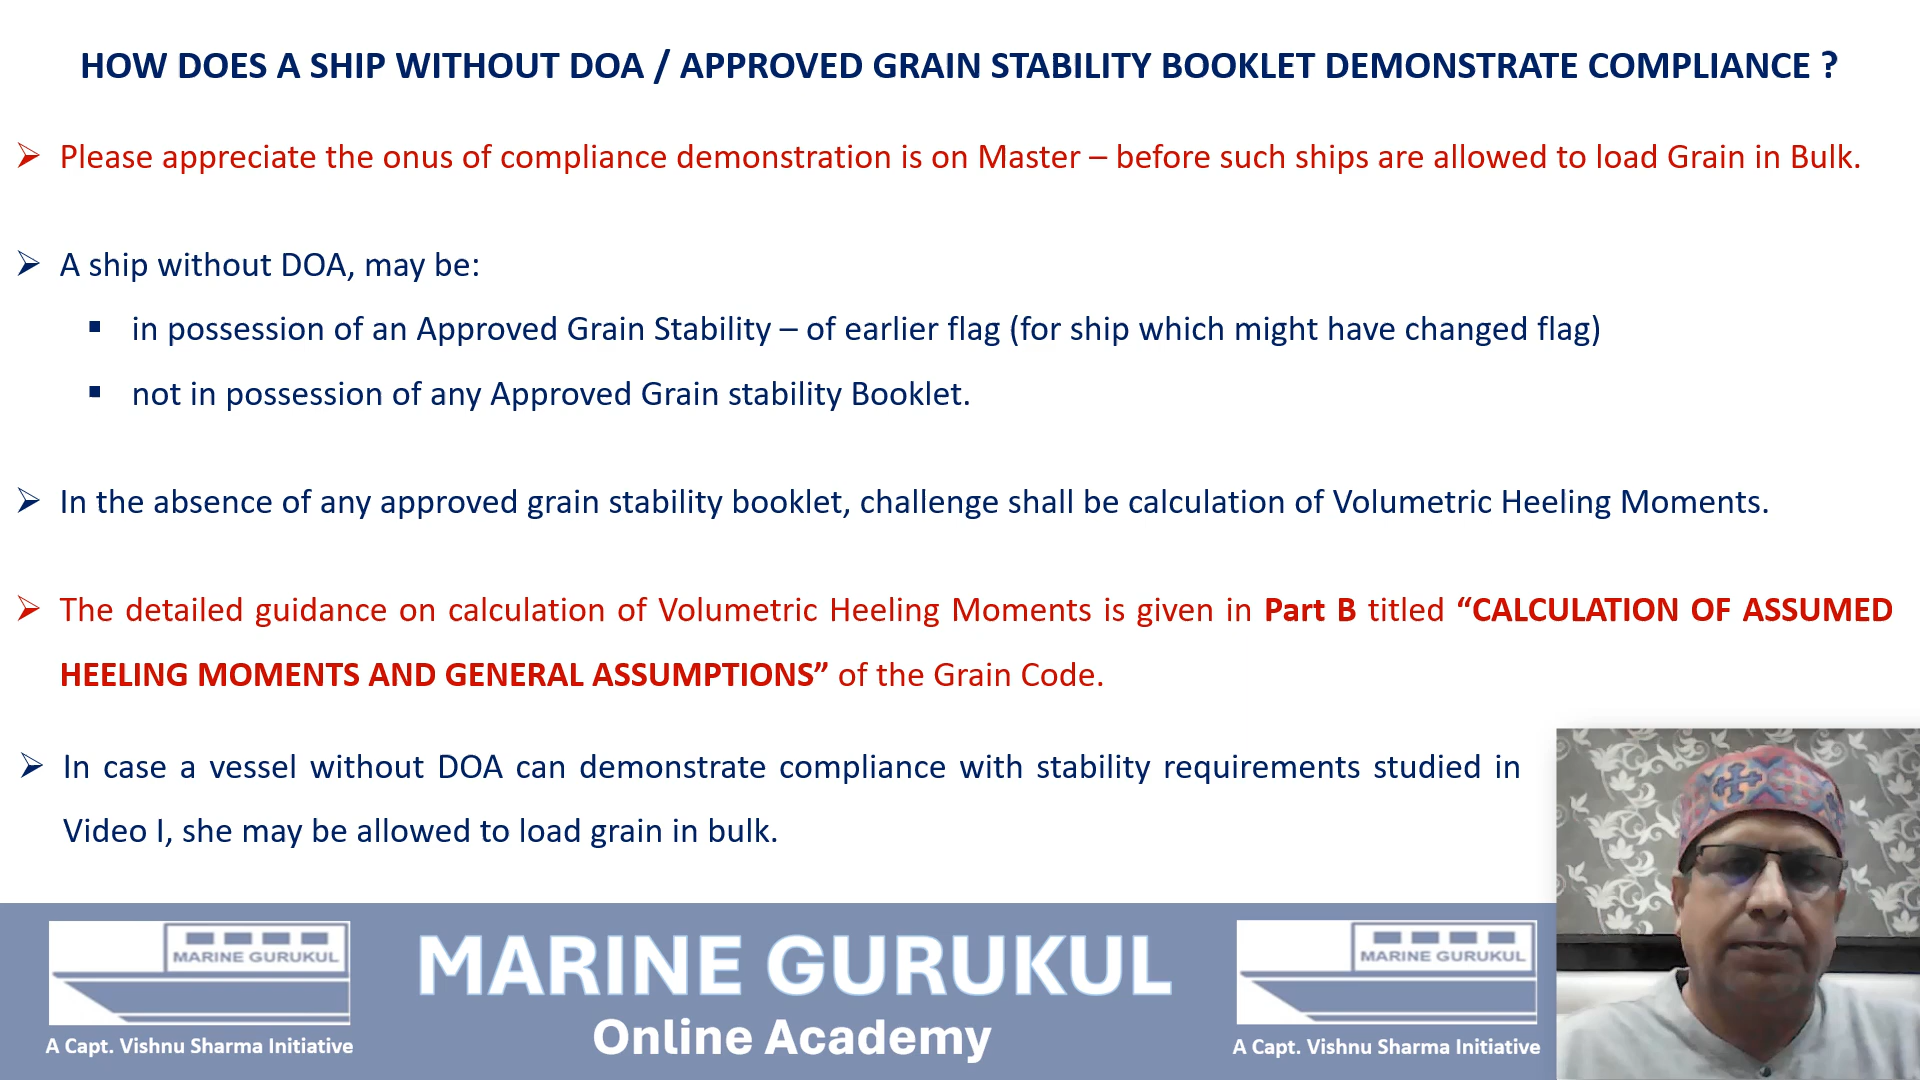 HOW DOES A SHIP WITHOUT DOA / APPROVED GRAIN STABILITY BOOKLET DEMONSTRATE COMPLIANCE ?
Please appreciate the onus of compliance demonstration is on Master – before such ships are allowed to load Grain in Bulk.
A ship without DOA, may be:
in possession of an Approved Grain Stability – of earlier flag (for ship which might have changed flag)
not in possession of any Approved Grain stability Booklet.
In the absence of any approved grain stability booklet, challenge shall be calculation of Volumetric Heeling Moments.
The detailed guidance on calculation of Volumetric Heeling Moments is given in Part B titled “CALCULATION OF ASSUMED
HEELING MOMENTS AND GENERAL ASSUMPTIONS” of the Grain Code.
In case a vessel without DOA can demonstrate compliance with stability requirements studied in
Video I, she may be allowed to load grain in bulk.
MARINE GURUKUL
A Capt. Vishnu Sharma Initiative
MARINE GURUKUL
Online Academy
MARINE GURUKUL
A Capt. Vishnu Sharma Initiative